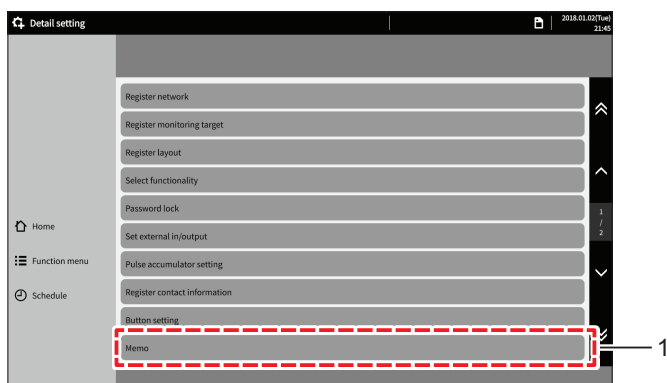 Detail setting
2018.01.02(Tue)
21:45
Register network
Register monitoring target
Register layout
Select functionality
Password lock
Set external in/output
Pulse accumulator setting
Register contact information
Button setting
Memo
Home
Function menu
Schedule
1
/
2
1